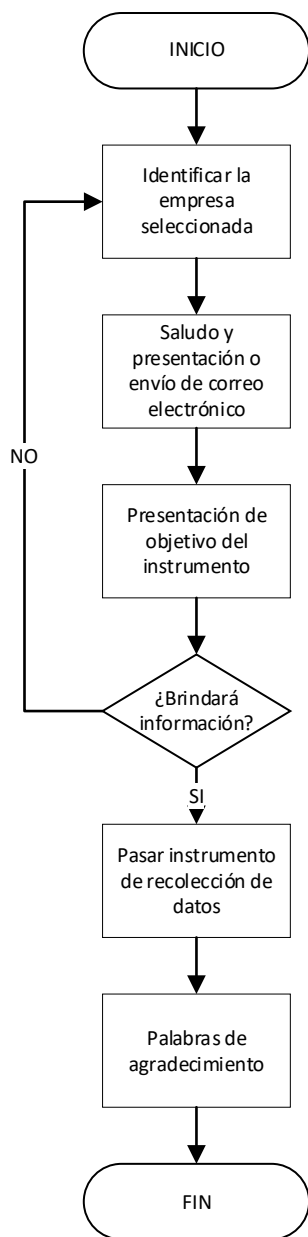 INICIO
Identificar la
empresa
seleccionada
Saludo y
presentación o
envío de correo
electrónico
NO
Presentación de
objetivo del
instrumento
¿Brindará
información?
SI
Pasar instrumento
de recolección de
datos
Palabras de
agradecimiento
FIN